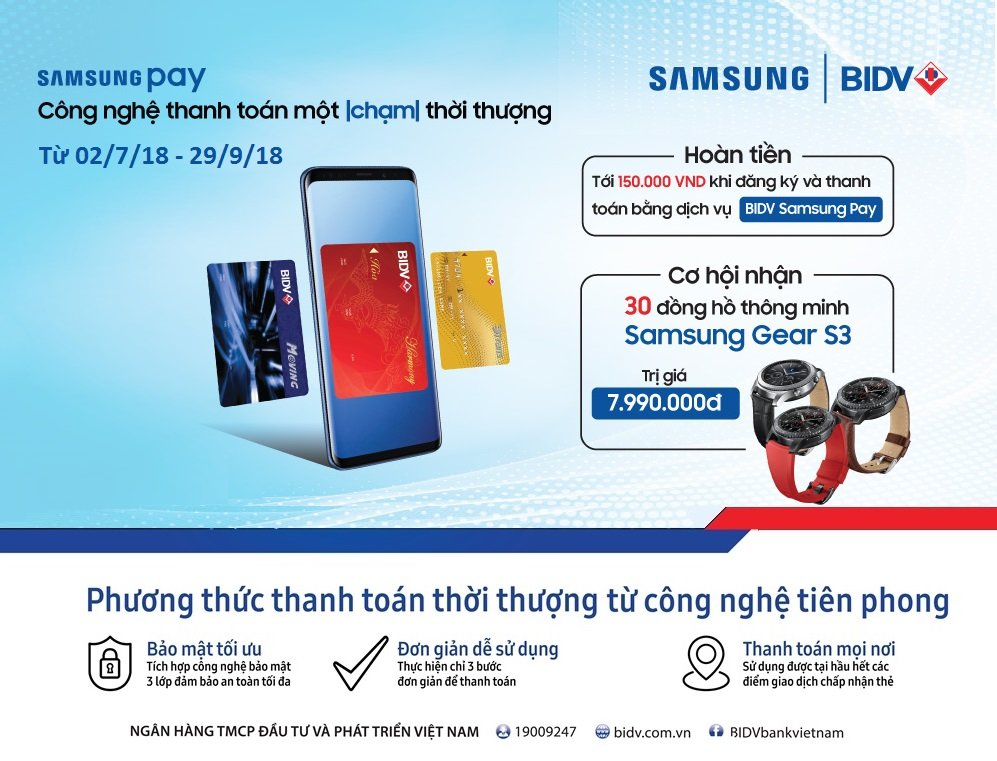 SAMSUNG pay
Công nghệ thanh toán một |chạm| thời thượng
Từ 02/7/18 - 29/9/18
SAMSUNG | BIDV
Hoàn tiền
Tới 150.000 VND khi đăng ký và thanh
toán bằng dịch vụ BIDV Samsung Pay
Cơ hội nhận
30 đồng hồ thông minh
Samsung Gear S3
Trị giá
7.990.000đ
BIDV
MOVING
BIDV
Hòa
Harmony
BIDV
Phương thức thanh toán thời thượng từ công nghệ tiên phong
Bảo mật tối ưu
Tích hợp công nghệ bảo mật
3 lớp đảm bảo an toàn tối đa
Đơn giản dễ sử dụng
Thực hiện chỉ 3 bước
đơn giản để thanh toán
Thanh toán mọi nơi
Sử dụng được tại hầu hết các
điểm giao dịch chấp nhận thẻ
NGÂN HÀNG TMCP ĐẦU TƯ VÀ PHÁT TRIỂN VIỆT NAM 19009247 bidv.com.vn BIDVbankvietnam